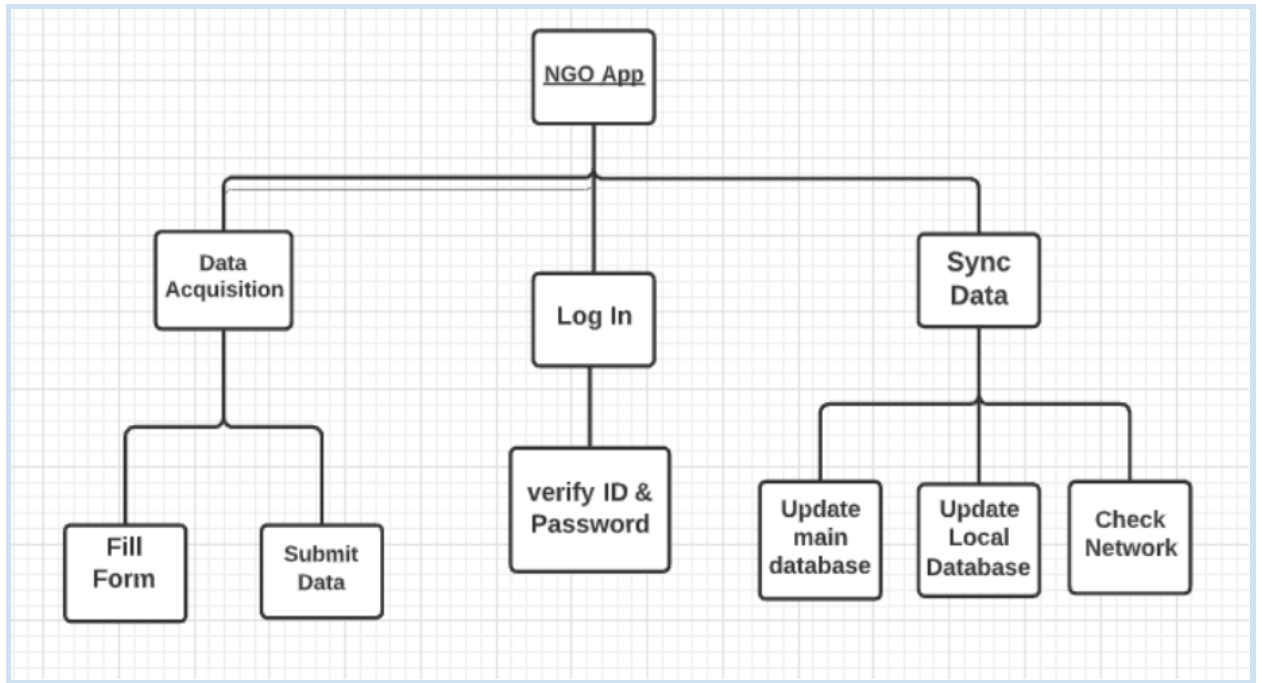 NGO App
Data
Acquisition
Log In
Sync
Data
Fill
Form
Submit
Data
verify ID &
Password
Update
main
database
Update
Local
Database
Check
Network